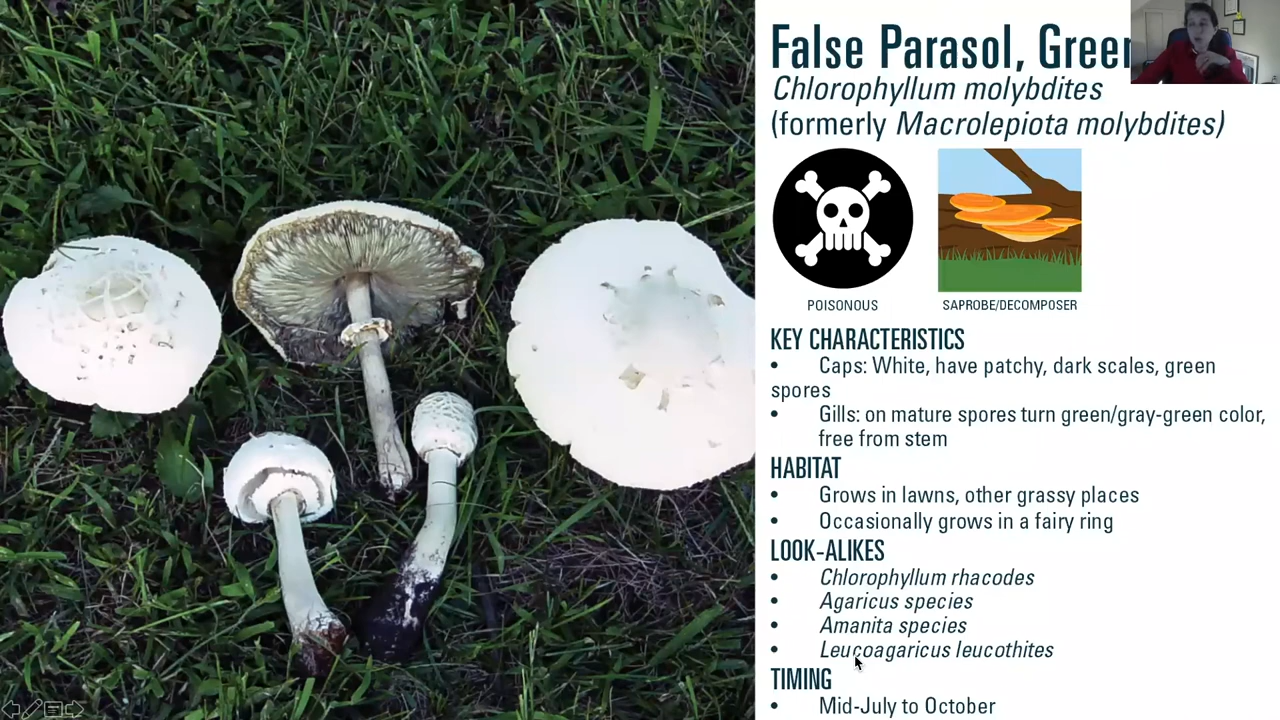 False Parasol, Green
Chlorophyllum molybdites
(formerly Macrolepiota molybdites)
POISONOUS
SAPROBE/DECOMPOSER
KEY CHARACTERISTICS
• Caps: White, have patchy, dark scales, green
spores
• Gills: on mature spores turn green/gray-green color,
free from stem
HABITAT
• Grows in lawns, other grassy places
• Occasionally grows in a fairy ring
LOOK-ALIKES
• Chlorophyllum rhacodes
• Agaricus species
• Amanita species
• Leucoagaricus leucothites
TIMING
• Mid-July to October